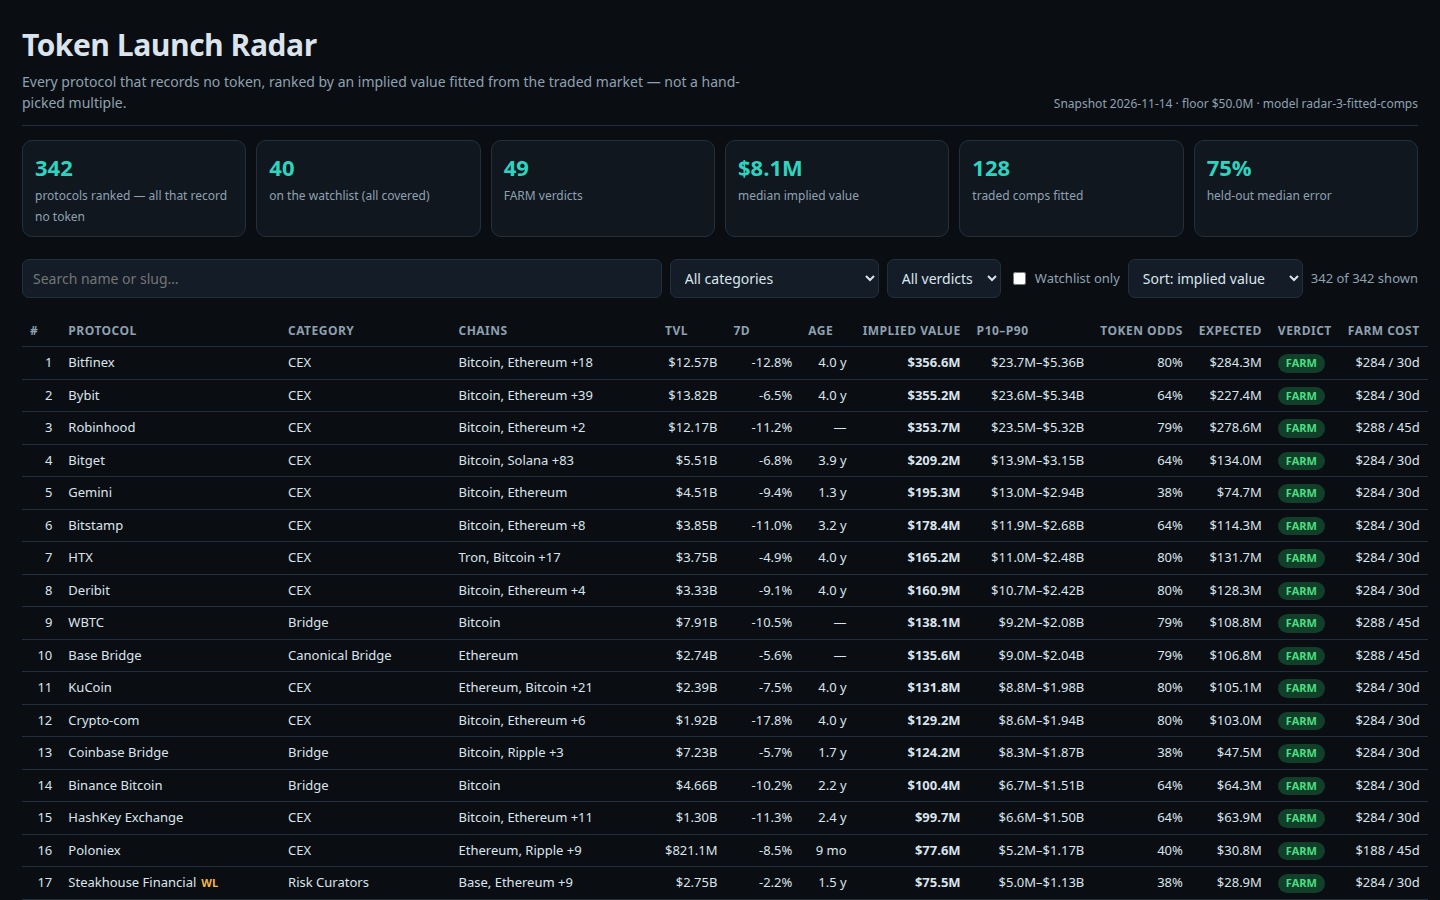 Token Launch Radar
Every protocol that records no token, ranked by an implied value fitted from the traded market — not a hand-
picked multiple.
Snapshot 2026-11-14 · floor $50.0M · model radar-3-fitted-comps
342
protocols ranked — all that record
no token
40
on the watchlist (all covered)
49
FARM verdicts
$8.1M
median implied value
128
traded comps fitted
75%
held-out median error
Search name or slug... All categories All verdicts Watchlist only Sort: implied value 342 of 342 shown
# PROTOCOL CATEGORY CHAINS TVL 7D AGE IMPLIED VALUE P10–P90 TOKEN ODDS EXPECTED VERDICT FARM COST
1 Bitfinex CEX Bitcoin, Ethereum +18 $12.57B -12.8% 4.0 y $356.6M $23.7M–$5.36B 80% $284.3M FARM $284 / 30d
2 Bybit CEX Bitcoin, Ethereum +39 $13.82B -6.5% 4.0 y $355.2M $23.6M–$5.34B 64% $227.4M FARM $284 / 30d
3 Robinhood CEX Bitcoin, Ethereum +2 $12.17B -11.2% — $353.7M $23.5M–$5.32B 79% $278.6M FARM $288 / 45d
4 Bitget CEX Bitcoin, Solana +83 $5.51B -6.8% 3.9 y $209.2M $13.9M–$3.15B 64% $134.0M FARM $284 / 30d
5 Gemini CEX Bitcoin, Ethereum $4.51B -9.4% 1.3 y $195.3M $13.0M–$2.94B 38% $74.7M FARM $284 / 30d
6 Bitstamp CEX Bitcoin, Ethereum +8 $3.85B -11.0% 3.2 y $178.4M $11.9M–$2.68B 64% $114.3M FARM $284 / 30d
7 HTX CEX Tron, Bitcoin +17 $3.75B -4.9% 4.0 y $165.2M $11.0M–$2.48B 80% $131.7M FARM $284 / 30d
8 Deribit CEX Bitcoin, Ethereum +4 $3.33B -9.1% 4.0 y $160.9M $10.7M–$2.42B 80% $128.3M FARM $284 / 30d
9 WBTC Bridge Bitcoin $7.91B -10.5% — $138.1M $9.2M–$2.08B 79% $108.8M FARM $288 / 45d
10 Base Bridge Canonical Bridge Ethereum $2.74B -5.6% — $135.6M $9.0M–$2.04B 79% $106.8M FARM $288 / 45d
11 KuCoin CEX Ethereum, Bitcoin +21 $2.39B -7.5% 4.0 y $131.8M $8.8M–$1.98B 80% $105.1M FARM $284 / 30d
12 Crypto-com CEX Bitcoin, Ethereum +6 $1.92B -17.8% 4.0 y $129.2M $8.6M–$1.94B 80% $103.0M FARM $284 / 30d
13 Coinbase Bridge Bridge Bitcoin, Ripple +3 $7.23B -5.7% 1.7 y $124.2M $8.3M–$1.87B 38% $47.5M FARM $284 / 30d
14 Binance Bitcoin Bridge Bitcoin $4.66B -10.2% 2.2 y $100.4M $6.7M–$1.51B 64% $64.3M FARM $284 / 30d
15 HashKey Exchange CEX Bitcoin, Ethereum +11 $1.30B -11.3% 2.4 y $99.7M $6.6M–$1.50B 64% $63.9M FARM $284 / 30d
16 Poloniex CEX Ethereum, Ripple +9 $821.1M -8.5% 9 mo $77.6M $5.2M–$1.17B 40% $30.8M FARM $188 / 45d
17 Steakhouse Financial WL Risk Curators Base, Ethereum +9 $2.75B -2.2% 1.5 y $75.5M $5.0M–$1.13B 38% $28.9M FARM $284 / 30d